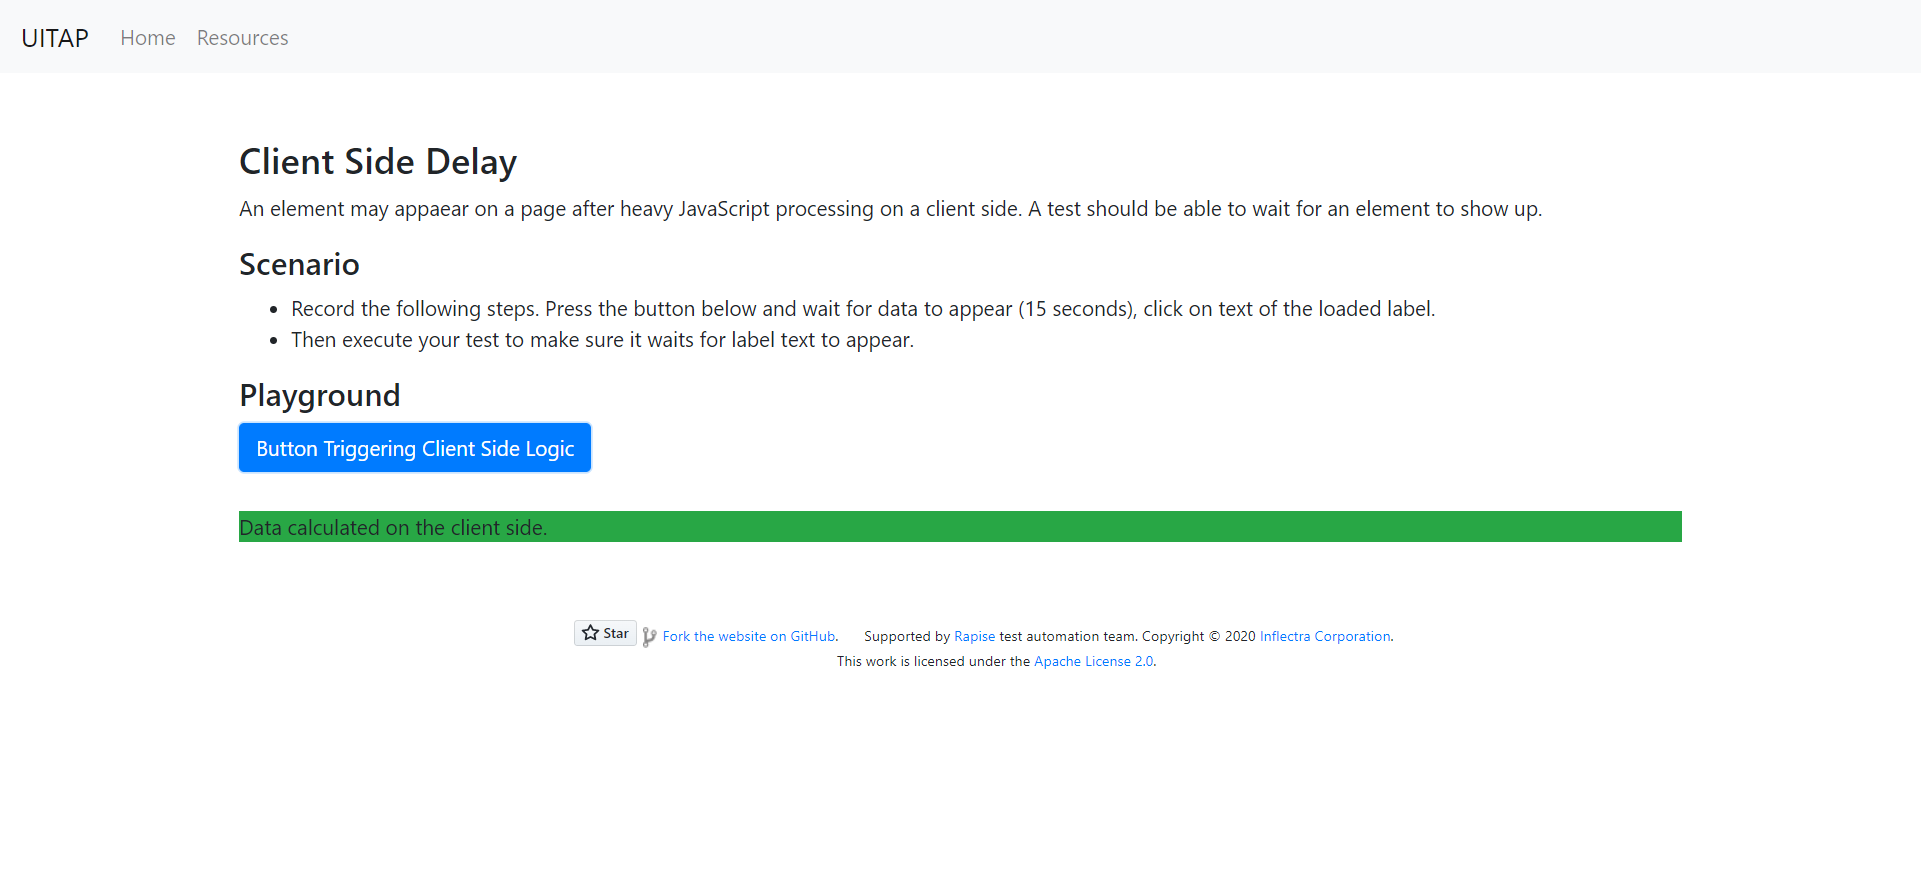 UITAP Home Resources
Client Side Delay
An element may appaear on a page after heavy JavaScript processing on a client side. A test should be able to wait for an element to show up.
Scenario
Record the following steps. Press the button below and wait for data to appear (15 seconds), click on text of the loaded label.
Then execute your test to make sure it waits for label text to appear.
Playground
Button Triggering Client Side Logic
Data calculated on the client side.
Star Fork the website on GitHub. Supported by Rapise test automation team. Copyright © 2020 Inflectra Corporation.
This work is licensed under the Apache License 2.0.